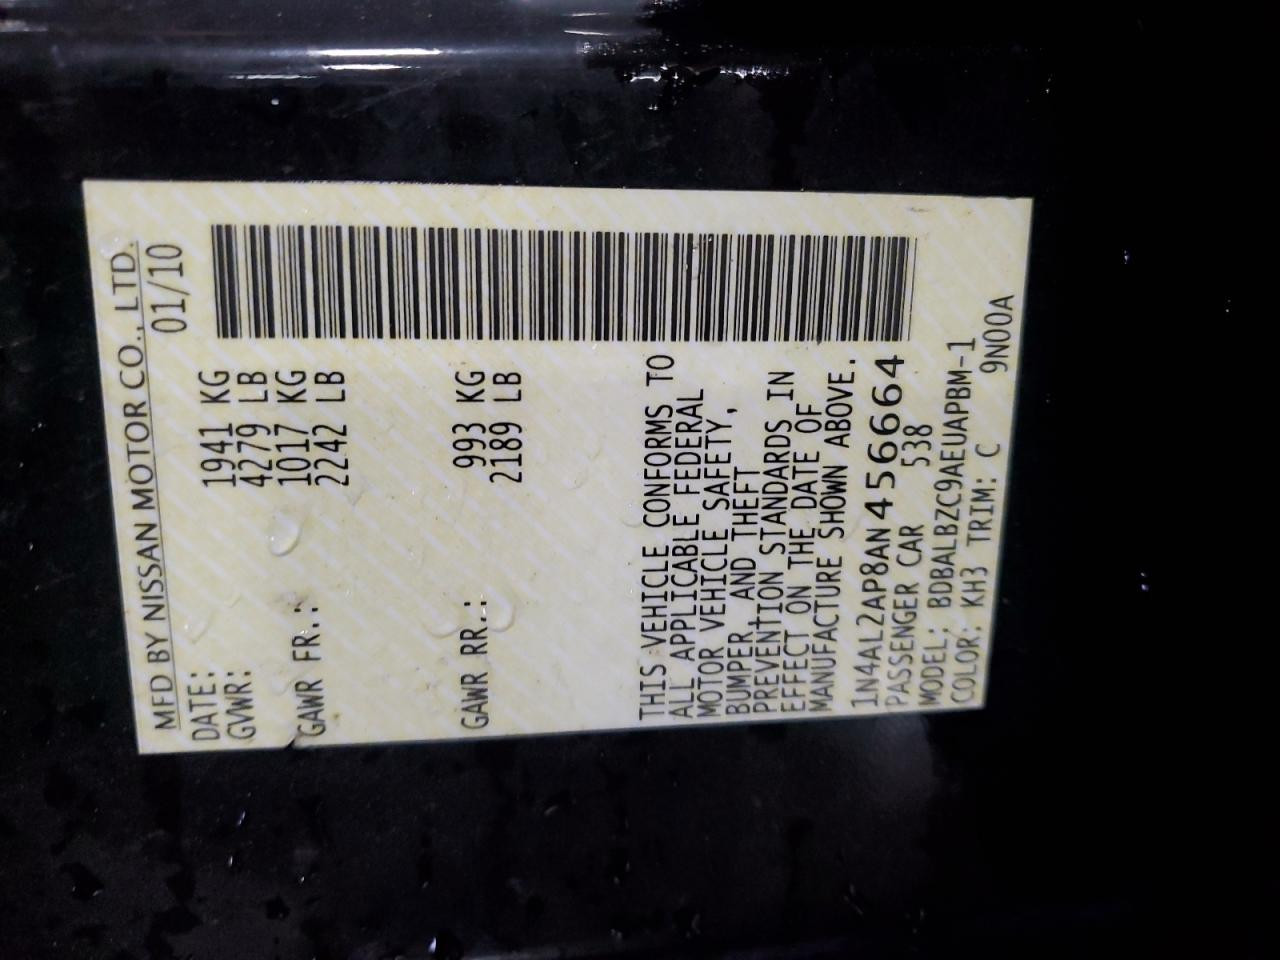 MFD BY NISSAN MOTOR CO., LTD.
DATE: 01/10
GVWR: 1941 KG
4279 LB
GAWR FR.: 1017 KG
2242 LB
GAWR RR.: 993 KG
2189 LB
THIS VEHICLE CONFORMS TO
ALL APPLICABLE FEDERAL
MOTOR VEHICLE SAFETY,
BUMPER, AND THEFT
PREVENTION STANDARDS IN
EFFECT ON THE DATE OF
MANUFACTURE SHOWN ABOVE.
1N4AL2AP8AN456664
PASSENGER CAR 538
MODEL: BDBALBZC9AEUAPBM-1
COLOR: KH3 TRIM: C 9N00A